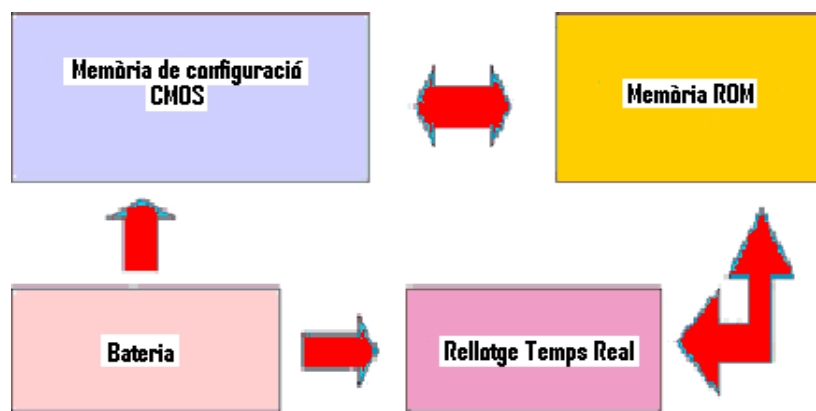 Memòria de configuració
CMOS
Memòria ROM
Bateria
Rellotge Temps Real